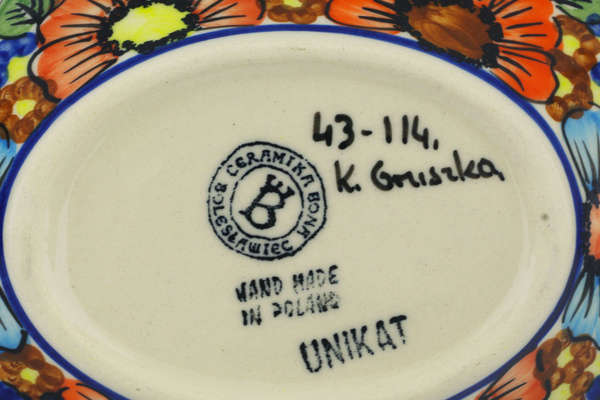 43-114.
K. Gruszka
CERAMIKA BONA BOLESŁAWIEC
B
HAND MADE
IN POLAND
UNIKAT